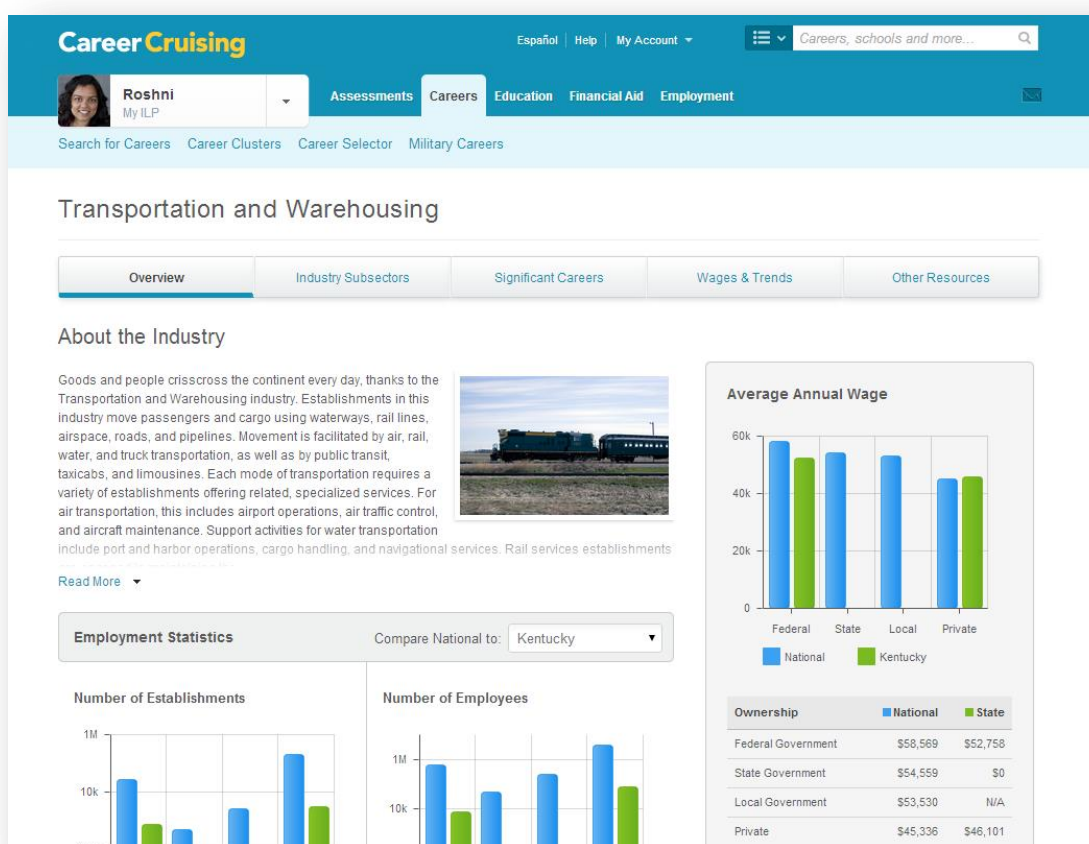 Career Cruising
Español | Help | My Account
Careers, schools and more...
Roshni
My ILP
Assessments Careers Education Financial Aid Employment
Search for Careers Career Clusters Career Selector Military Careers
Transportation and Warehousing
Overview Industry Subsectors Significant Careers Wages & Trends Other Resources
About the Industry
Goods and people crisscross the continent every day, thanks to the
Transportation and Warehousing industry. Establishments in this
industry move passengers and cargo using waterways, rail lines,
airspace, roads, and pipelines. Movement is facilitated by air, rail,
water, and truck transportation, as well as by public transit,
taxicabs, and limousines. Each mode of transportation requires a
variety of establishments offering related, specialized services. For
air transportation, this includes airport operations, air traffic control,
and aircraft maintenance. Support activities for water transportation
include port and harbor operations, cargo handling, and navigational services. Rail services establishments
Read More
Employment Statistics Compare National to: Kentucky
Number of Establishments
1M
10k
Number of Employees
1M
10k
Average Annual Wage
60k
40k
20k
0
Federal State Local Private
National Kentucky
Ownership National State
Federal Government $58,569 $52,758
State Government $54,559 $0
Local Government $53,530 N/A
Private $45,336 $46,101